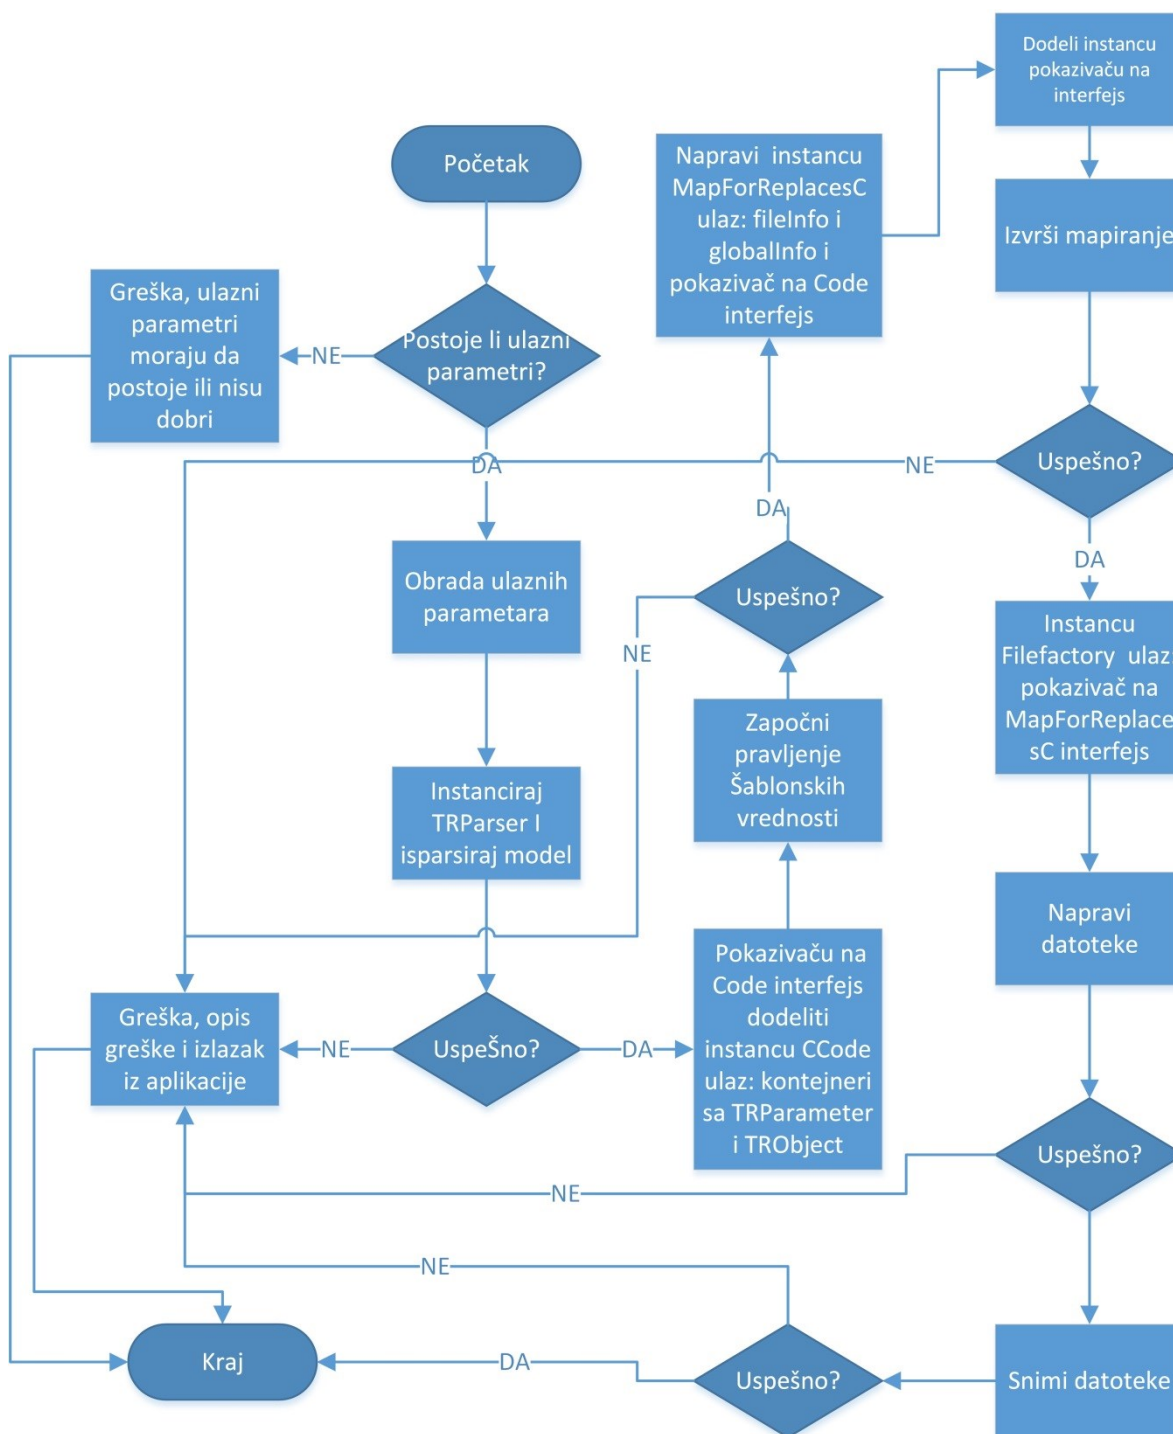 Početak
Postoje li ulazni
parametri?
NE
Greška, ulazni
parametri
moraju da
postoje ili nisu
dobri
DA
Obrada ulaznih
parametara
Instanciraj
TRParser I
isparsiraj model
UspeŠno?
NE
Greška, opis
greške i izlazak
iz aplikacije
DA
Pokazivaču na
Code interfejs
dodeliti
instancu CCode
ulaz: kontejneri
sa TRParameter
i TRObject
Započni
pravljenje
Šablonskih
vrednosti
Uspešno?
NE
DA
Napravi instancu
MapForReplacesC
ulaz: fileInfo i
globalInfo i
pokazivač na Code
interfejs
Dodeli instancu
pokazivaču na
interfejs
Izvrši mapiranje
Uspešno?
NE
DA
Instancu
Filefactory ulaz:
pokazivač na
MapForReplace
sC interfejs
Napravi
datoteke
Uspešno?
NE
Snimi datoteke
Uspešno?
NE
DA
Kraj